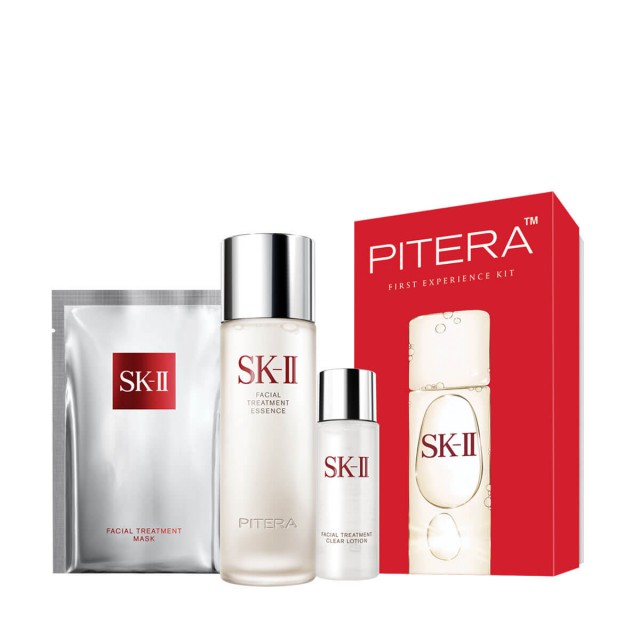 SK-II
FACIAL TREATMENT
MASK
SK-II
FACIAL
TREATMENT
ESSENCE
PITERA
SK-II
FACIAL TREATMENT
CLEAR LOTION
PITERA™
FIRST EXPERIENCE KIT
SK-II